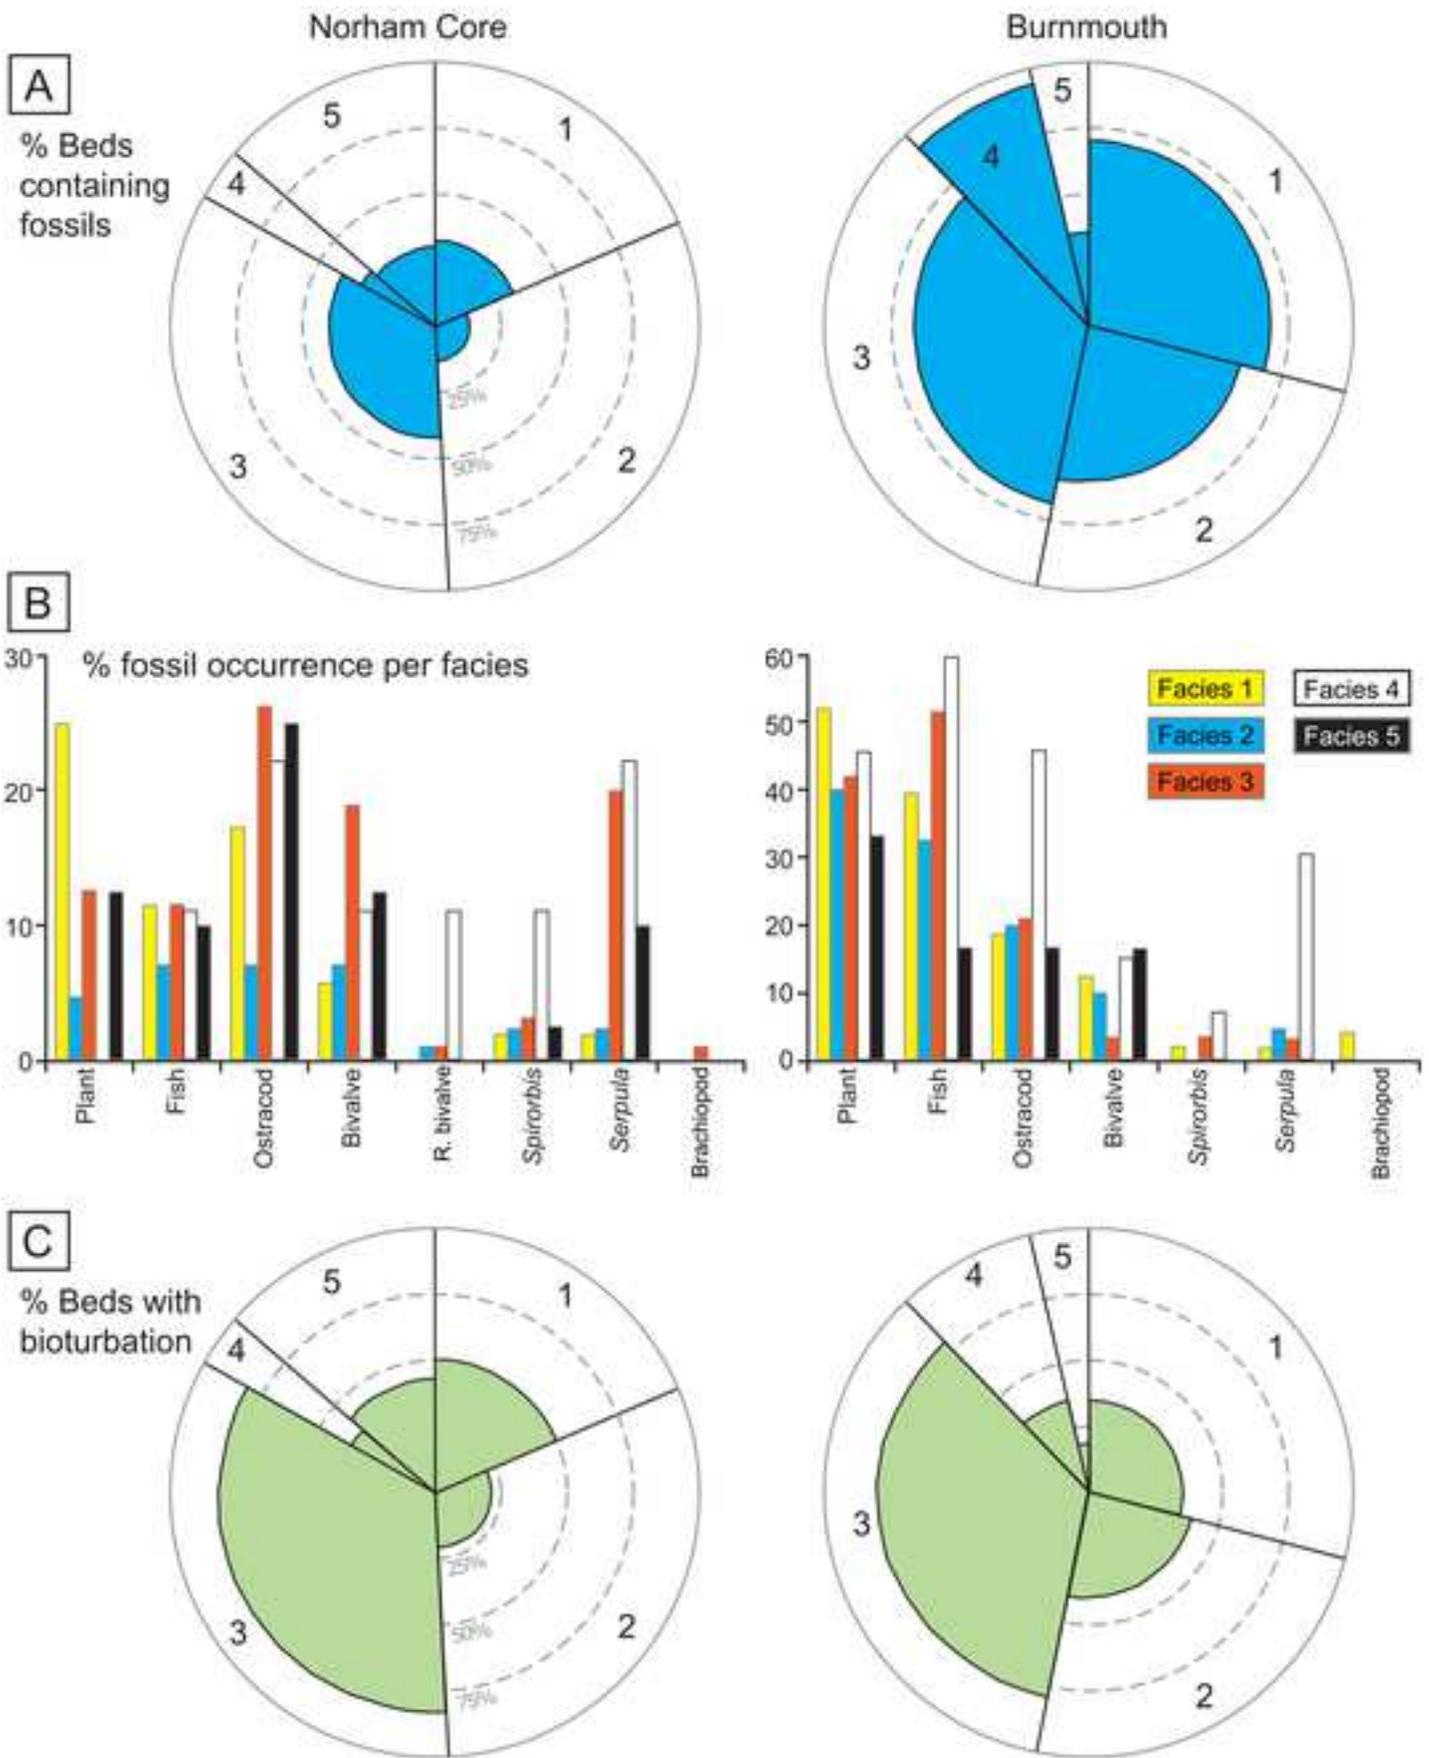 Norham Core
Burnmouth
A
% Beds
containing
fossils
5
1
4
3
2
25%
50%
75%
5
4
1
3
2
B
% fossil occurrence per facies
30
20
10
0
Plant
Fish
Ostracod
Bivalve
R. bivalve
Spirorbis
Serpula
Brachiopod
60
50
40
30
20
10
0
Plant
Fish
Ostracod
Bivalve
Spirorbis
Serpula
Brachiopod
Facies 1
Facies 4
Facies 2
Facies 5
Facies 3
C
% Beds with
bioturbation
5
1
4
3
2
25%
50%
75%
4
5
1
3
2